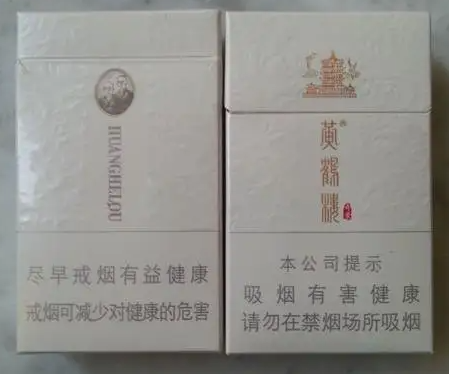 HUANGHELOU
尽早戒烟有益健康
戒烟可减少对健康的危害
黄鹤楼
本公司提示
吸烟有害健康
请勿在禁烟场所吸烟